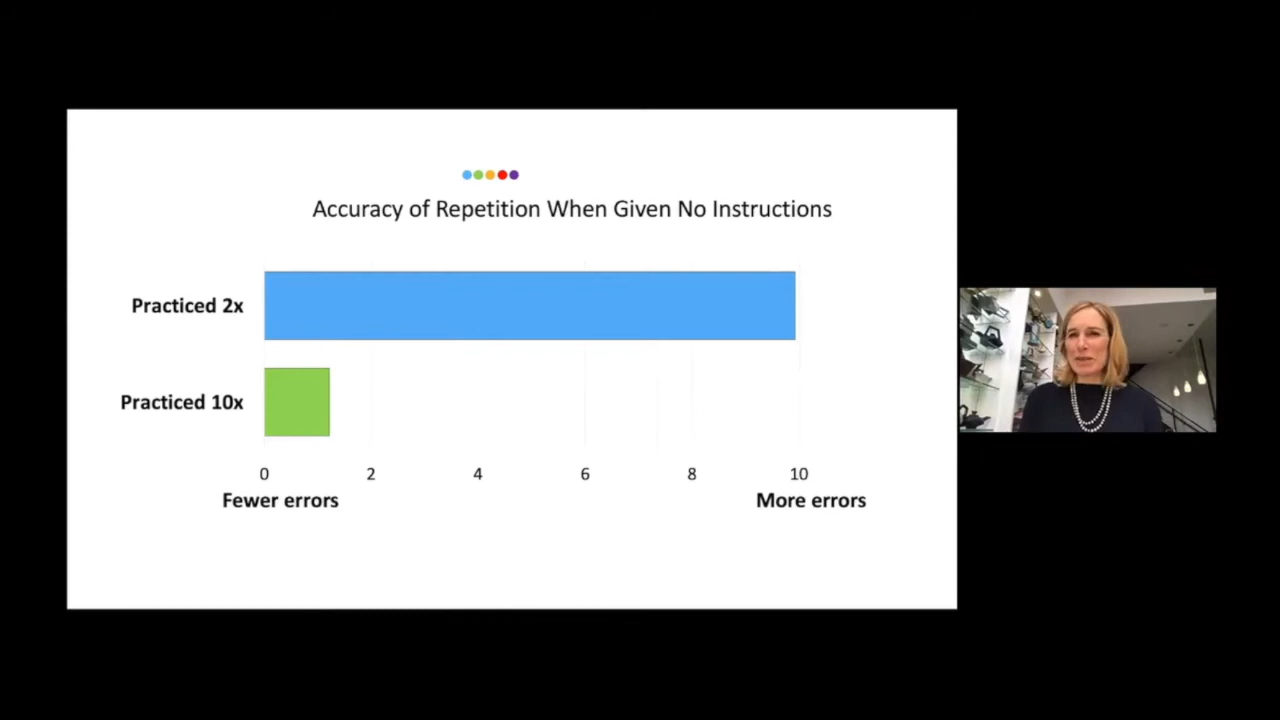 Accuracy of Repetition When Given No Instructions
Practiced 2x
Practiced 10x
0 2 4 6 8 10
Fewer errors More errors